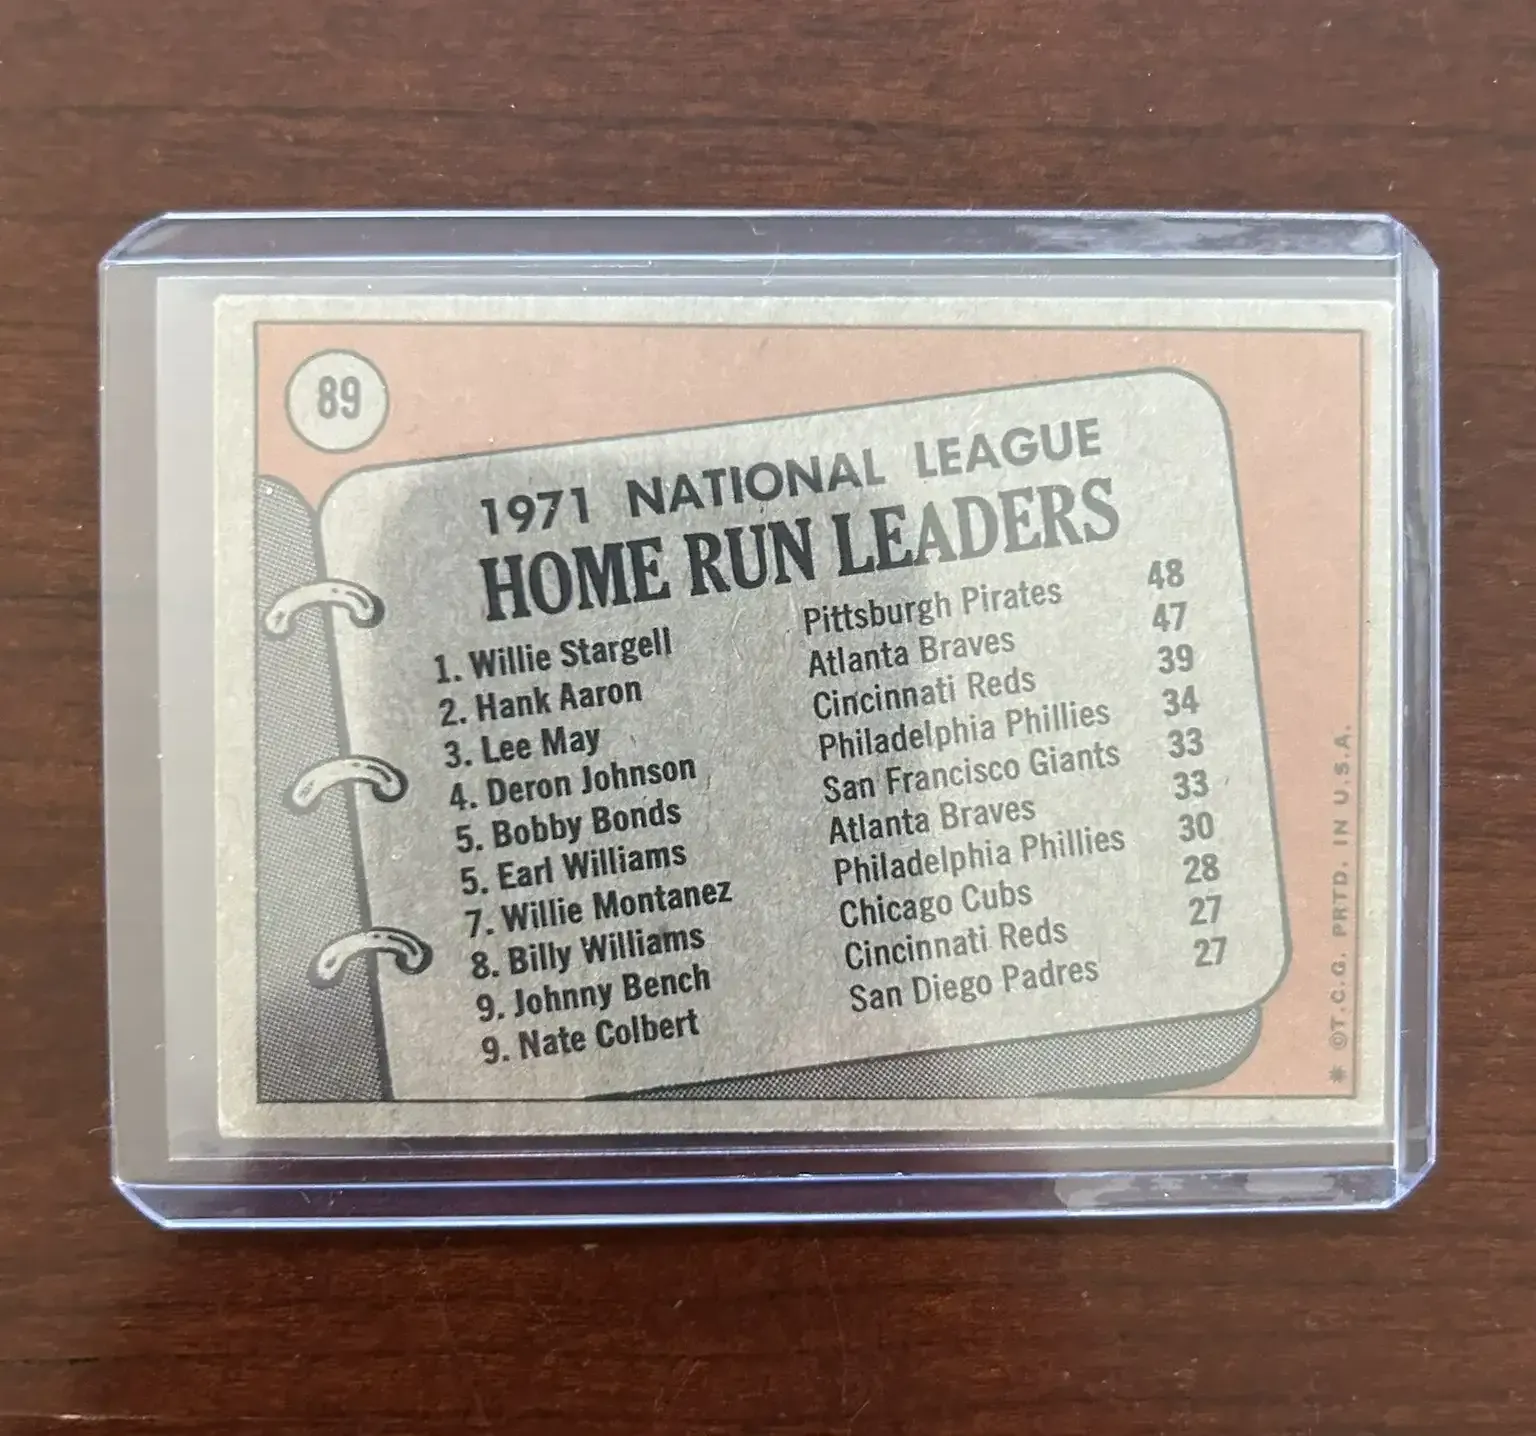 89
1971 NATIONAL LEAGUE
HOME RUN LEADERS
1. Willie Stargell Pittsburgh Pirates 48
2. Hank Aaron Atlanta Braves 47
3. Lee May Cincinnati Reds 39
4. Deron Johnson Philadelphia Phillies 34
5. Bobby Bonds San Francisco Giants 33
5. Earl Williams Atlanta Braves 33
7. Willie Montanez Philadelphia Phillies 30
8. Billy Williams Chicago Cubs 28
9. Johnny Bench Cincinnati Reds 27
9. Nate Colbert San Diego Padres 27
* ©T.C.G. PRTD. IN U.S.A.